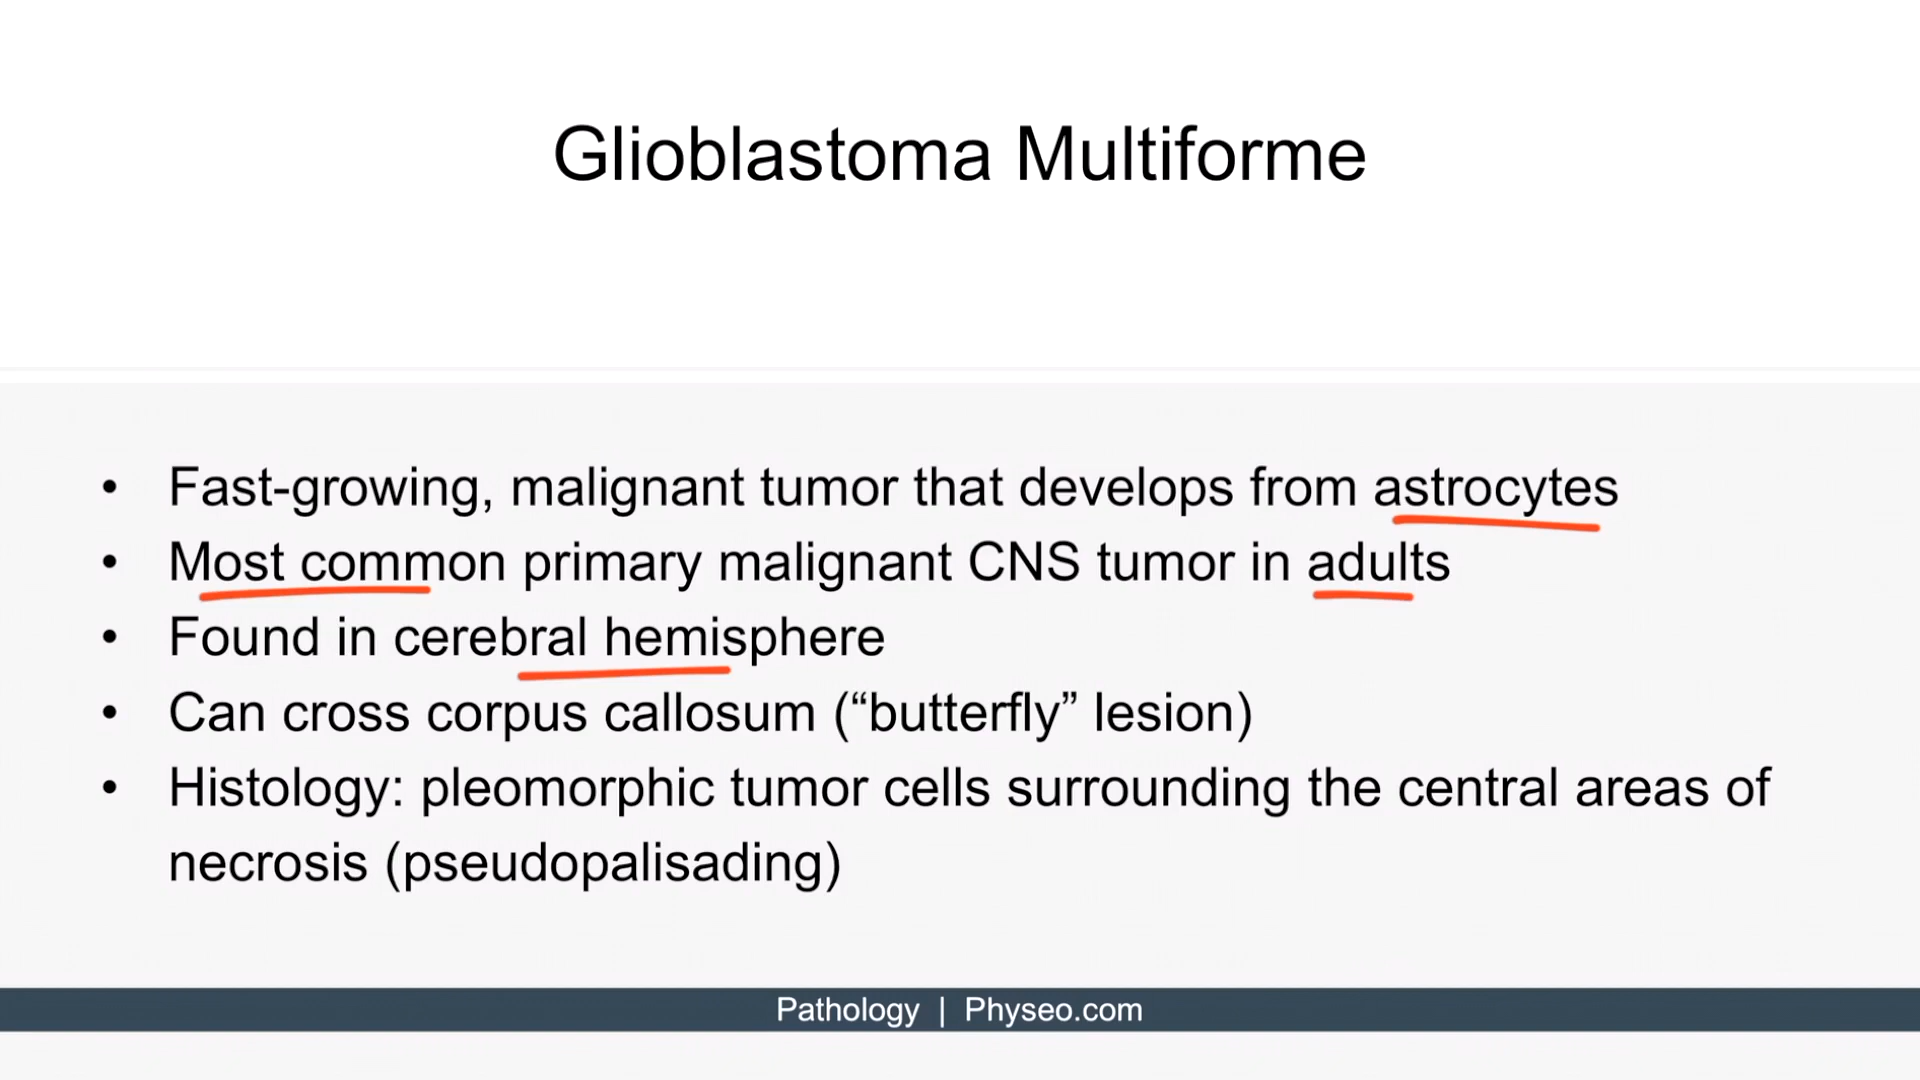 Glioblastoma Multiforme
• Fast-growing, malignant tumor that develops from astrocytes
• Most common primary malignant CNS tumor in adults
• Found in cerebral hemisphere
• Can cross corpus callosum (“butterfly” lesion)
• Histology: pleomorphic tumor cells surrounding the central areas of
necrosis (pseudopalisading)
Pathology | Physeo.com